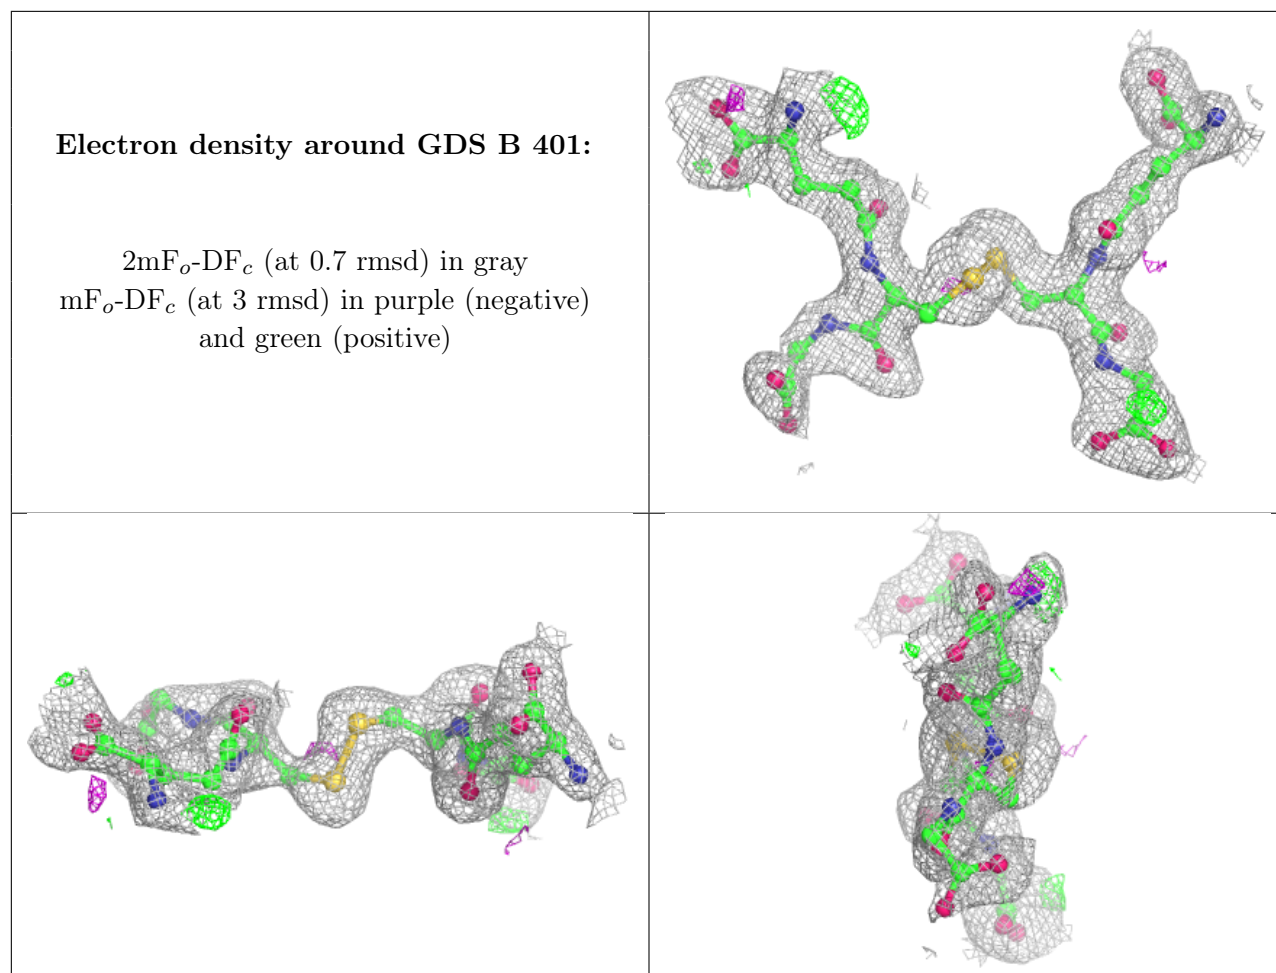 Electron density around GDS B 401:
2mFo-DFc (at 0.7 rmsd) in gray
mFo-DFc (at 3 rmsd) in purple (negative)
and green (positive)